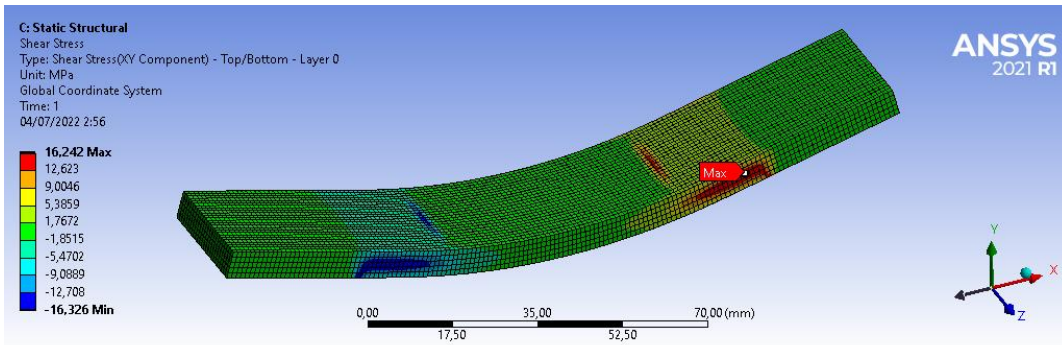 C: Static Structural
Shear Stress
Type: Shear Stress(XY Component) - Top/Bottom - Layer 0
Unit: MPa
Global Coordinate System
Time: 1
04/07/2022 2:56
16,242 Max
12,623
9,0046
5,3859
1,7672
-1,8515
-5,4702
-9,0889
-12,708
-16,326 Min
ANSYS
2021 R1
Max
0,00
35,00
70,00 (mm)
17,50
52,50
Y
X
Z